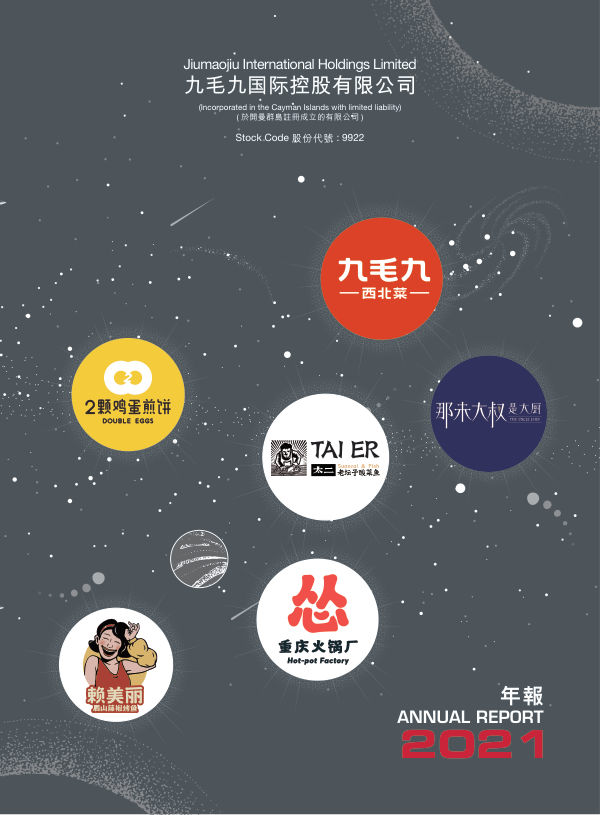 Jiumaojiu International Holdings Limited
九毛九国际控股有限公司
(Incorporated in the Cayman Islands with limited liability)
(於開曼群島註冊成立的有限公司)
Stock Code 股份代號 : 9922
九毛九
西北菜
2颗鸡蛋煎饼
DOUBLE EGGS
那未大叔
是大厨
TAI ER
太二
Suancai & Fish
老坛子酸菜鱼
怂
重庆火锅厂
Hot-pot Factory
赖美丽
年報
ANNUAL REPORT
2021